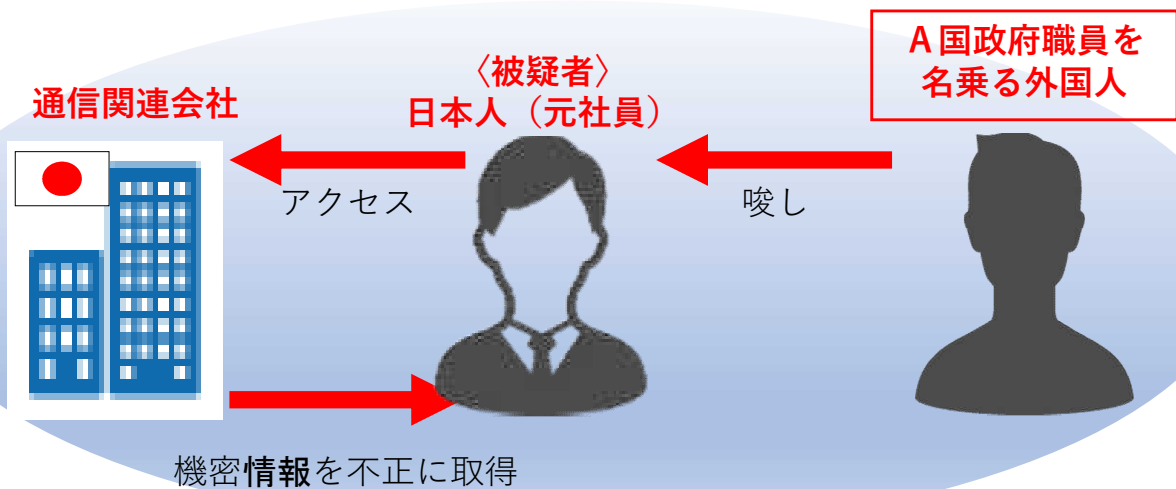 A国政府職員を
名乗る外国人
〈被疑者〉
日本人（元社員）
通信関連会社
アクセス
唆し
機密情報を不正に取得